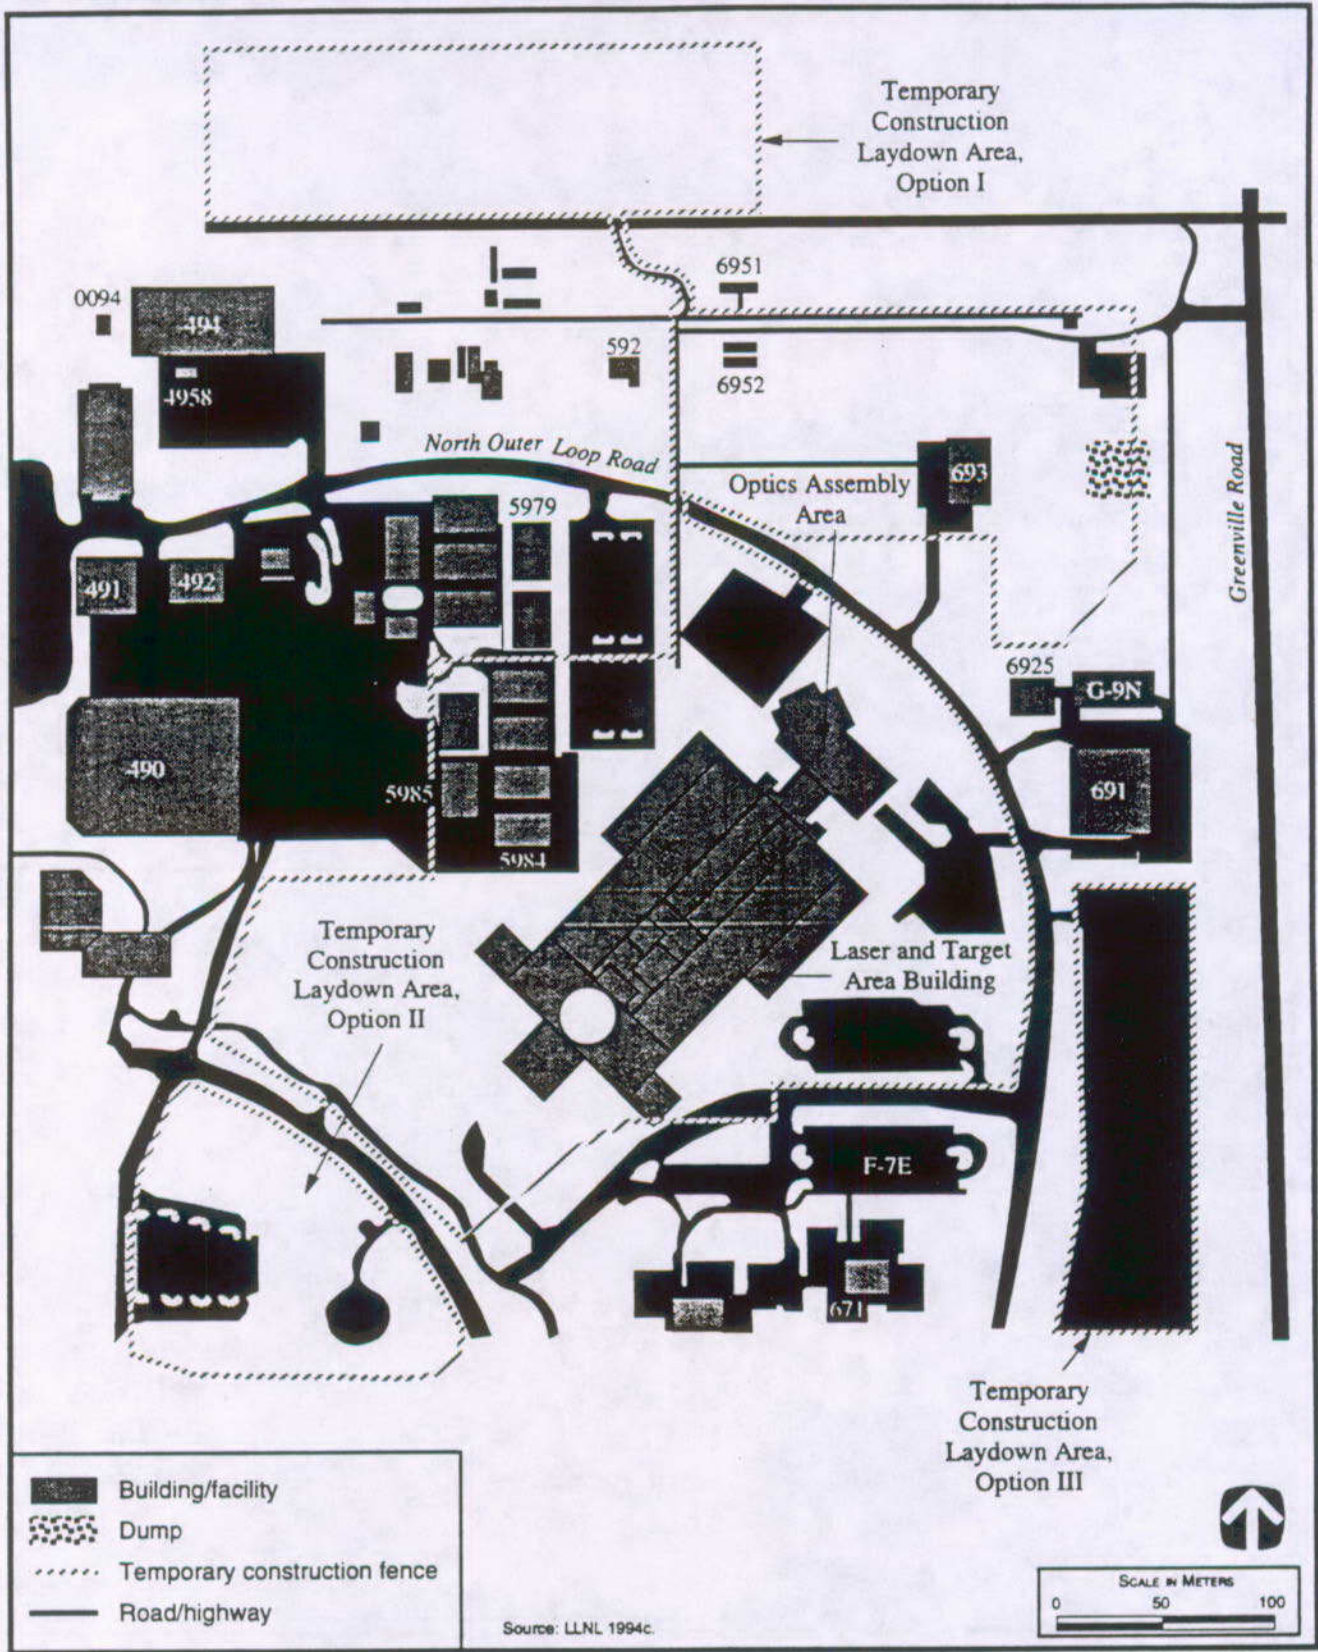 Temporary
Construction
Laydown Area,
Option I
6951
0094
494
592
4958
6952
North Outer Loop Road
693
Optics Assembly
Area
5979
Greenville Road
491
492
6925
G-9N
490
5985
691
5984
Temporary
Construction
Laydown Area,
Option II
Laser and Target
Area Building
F-7E
671
Temporary
Construction
Laydown Area,
Option III
Building/facility
Dump
Temporary construction fence
Road/highway
Source: LLNL 1994c.
SCALE IN METERS
0 50 100